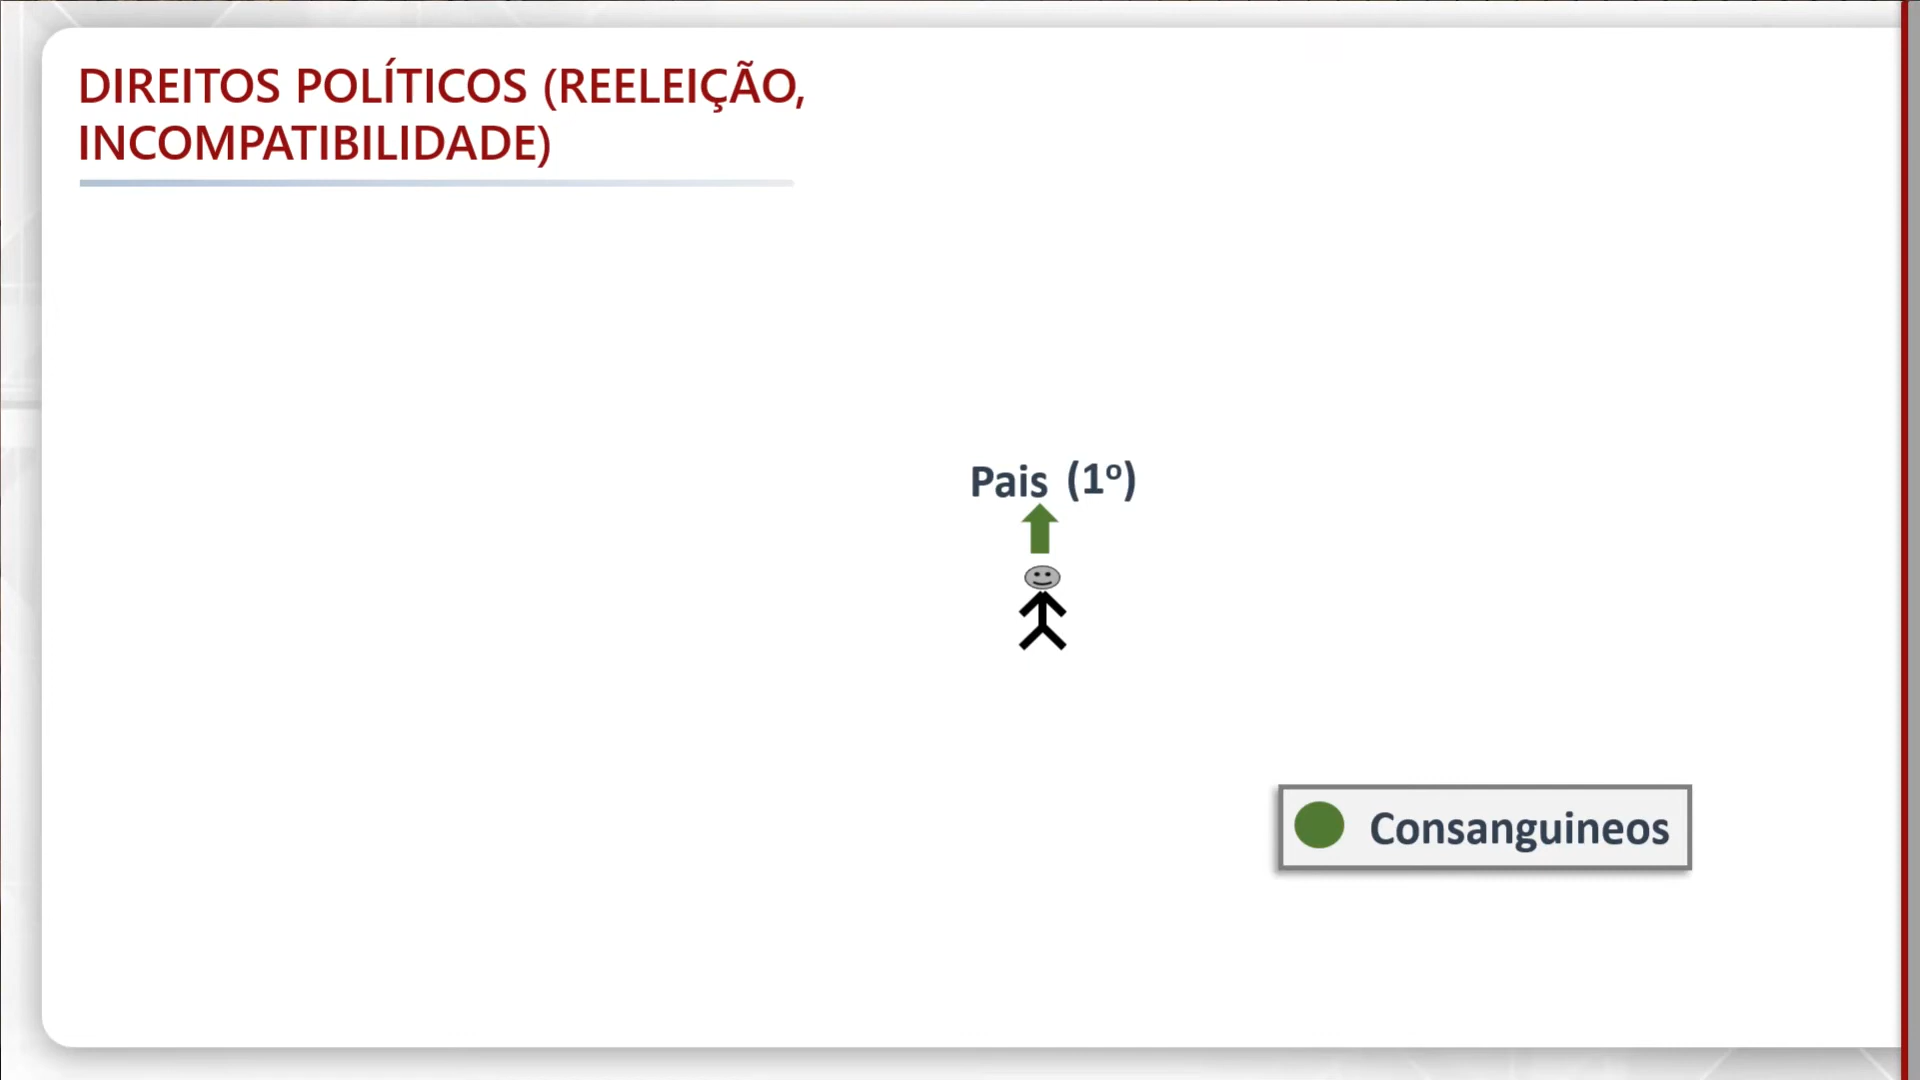 DIREITOS POLÍTICOS (REELEIÇÃO,
INCOMPATIBILIDADE)
Pais (1º)
Consanguineos